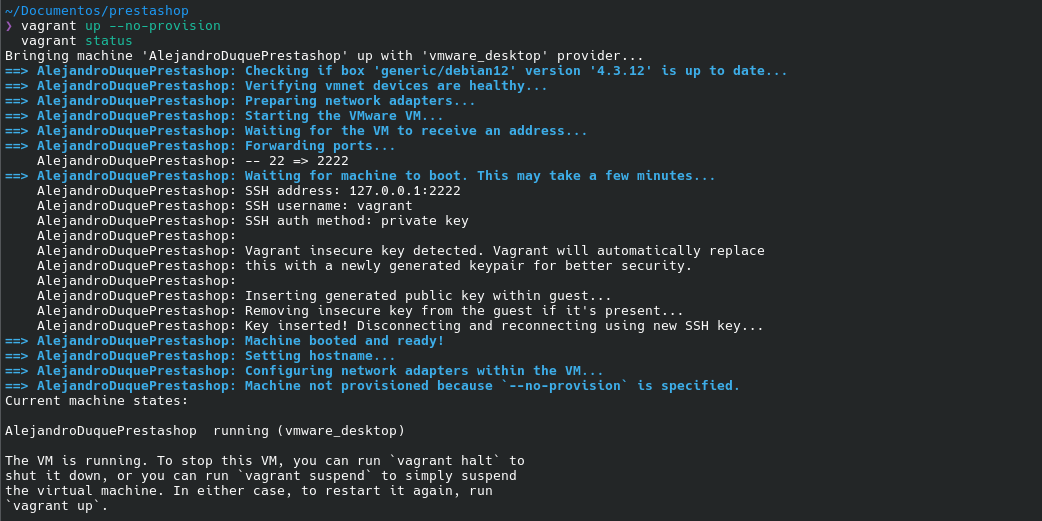 ~/Documentos/prestashop
❯ vagrant up --no-provision
  vagrant status
Bringing machine 'AlejandroDuquePrestashop' up with 'vmware_desktop' provider...
==> AlejandroDuquePrestashop: Checking if box 'generic/debian12' version '4.3.12' is up to date...
==> AlejandroDuquePrestashop: Verifying vmnet devices are healthy...
==> AlejandroDuquePrestashop: Preparing network adapters...
==> AlejandroDuquePrestashop: Starting the VMware VM...
==> AlejandroDuquePrestashop: Waiting for the VM to receive an address...
==> AlejandroDuquePrestashop: Forwarding ports...
    AlejandroDuquePrestashop: -- 22 => 2222
==> AlejandroDuquePrestashop: Waiting for machine to boot. This may take a few minutes...
    AlejandroDuquePrestashop: SSH address: 127.0.0.1:2222
    AlejandroDuquePrestashop: SSH username: vagrant
    AlejandroDuquePrestashop: SSH auth method: private key
    AlejandroDuquePrestashop:
    AlejandroDuquePrestashop: Vagrant insecure key detected. Vagrant will automatically replace
    AlejandroDuquePrestashop: this with a newly generated keypair for better security.
    AlejandroDuquePrestashop:
    AlejandroDuquePrestashop: Inserting generated public key within guest...
    AlejandroDuquePrestashop: Removing insecure key from the guest if it's present...
    AlejandroDuquePrestashop: Key inserted! Disconnecting and reconnecting using new SSH key...
==> AlejandroDuquePrestashop: Machine booted and ready!
==> AlejandroDuquePrestashop: Setting hostname...
==> AlejandroDuquePrestashop: Configuring network adapters within the VM...
==> AlejandroDuquePrestashop: Machine not provisioned because `--no-provision` is specified.
Current machine states:

AlejandroDuquePrestashop  running (vmware_desktop)

The VM is running. To stop this VM, you can run `vagrant halt` to
shut it down, or you can run `vagrant suspend` to simply suspend
the virtual machine. In either case, to restart it again, run
`vagrant up`.